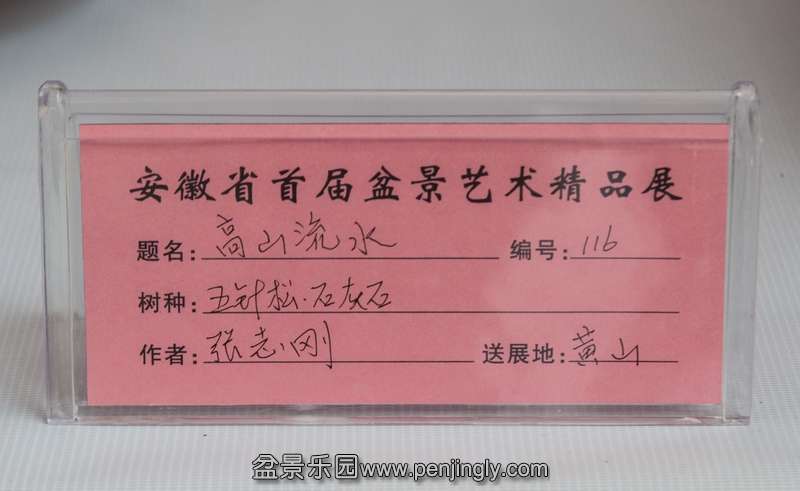 安徽省首届盆景艺术精品展
题名：高山流水 编号：116
树种：五针松.石灰石
作者：张志刚 送展地：黄山
盆景乐园www.penjingly.com